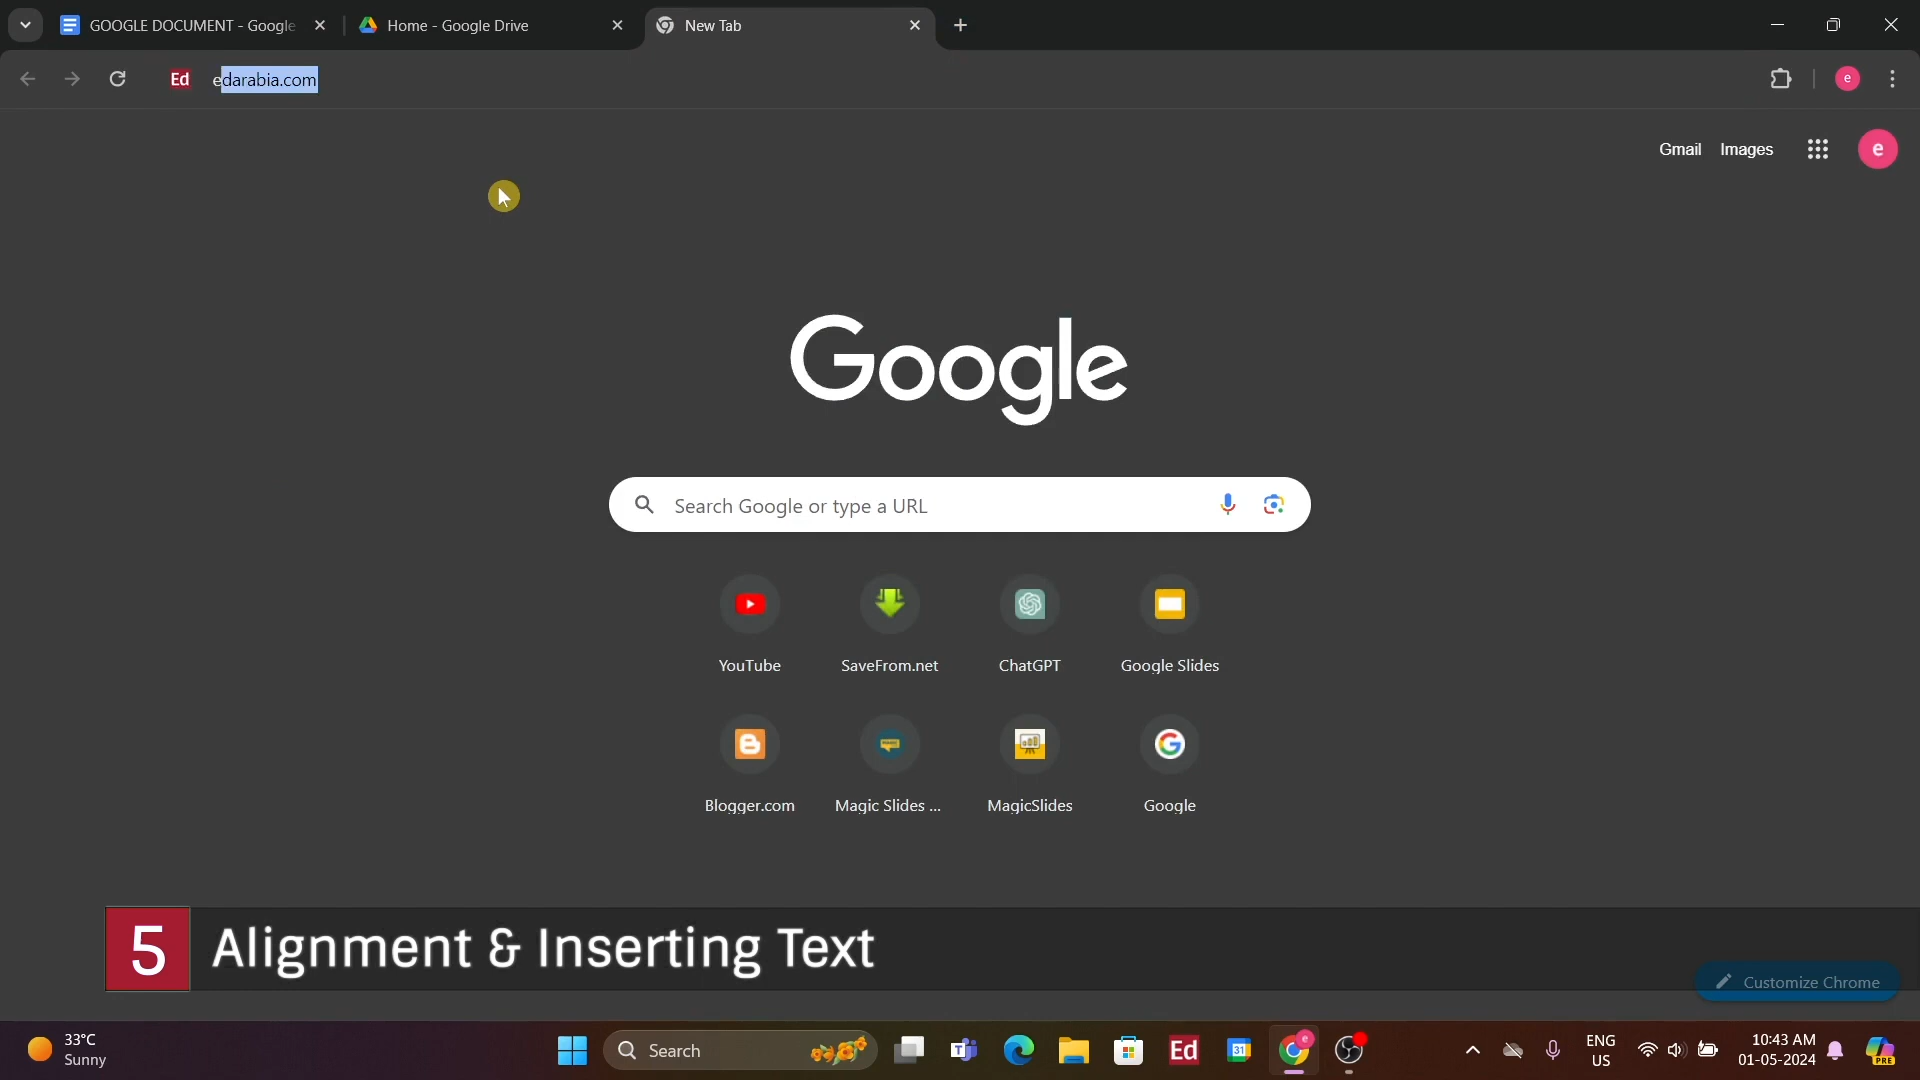 GOOGLE DOCUMENT - Google
Home - Google Drive
New Tab
Ed
edarabia.com
e
Gmail
Images
e
Google
Search Google or type a URL
YouTube
SaveFrom.net
ChatGPT
Google Slides
Blogger.com
Magic Slides ...
MagicSlides
Google
5
Alignment & Inserting Text
Customize Chrome
33°C
Sunny
Search
Ed
31
e
ENG
US
10:43 AM
01-05-2024
PRE